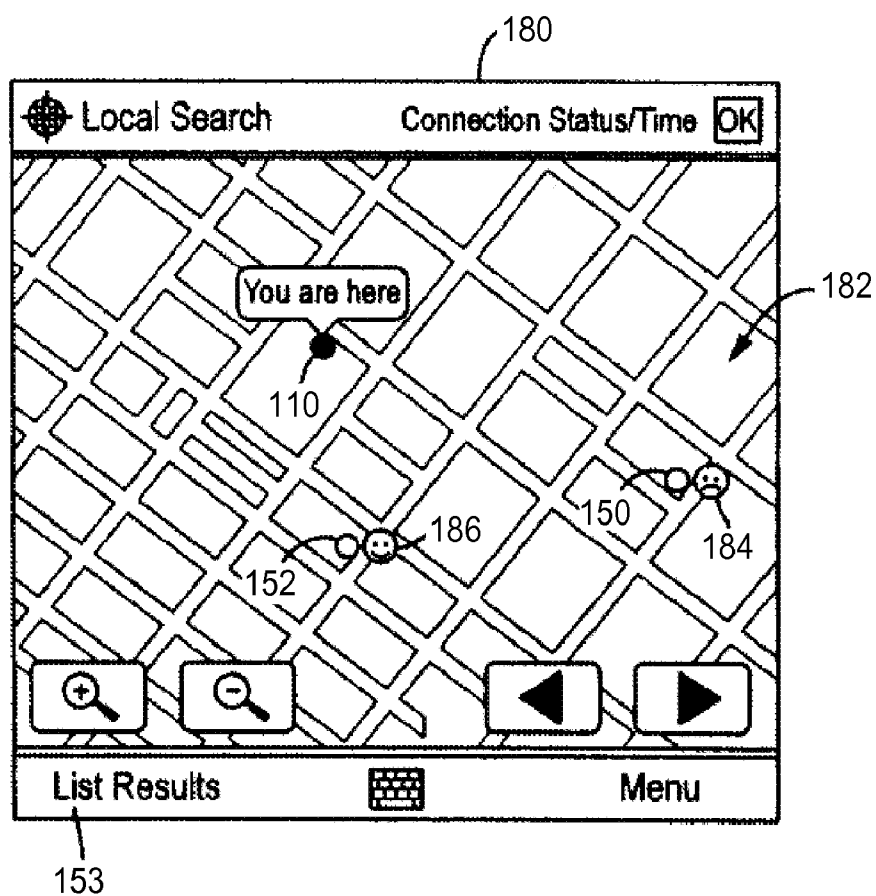 180
Local Search Connection Status/Time OK
You are here
182
110
150
184
186
152
List Results Menu
153